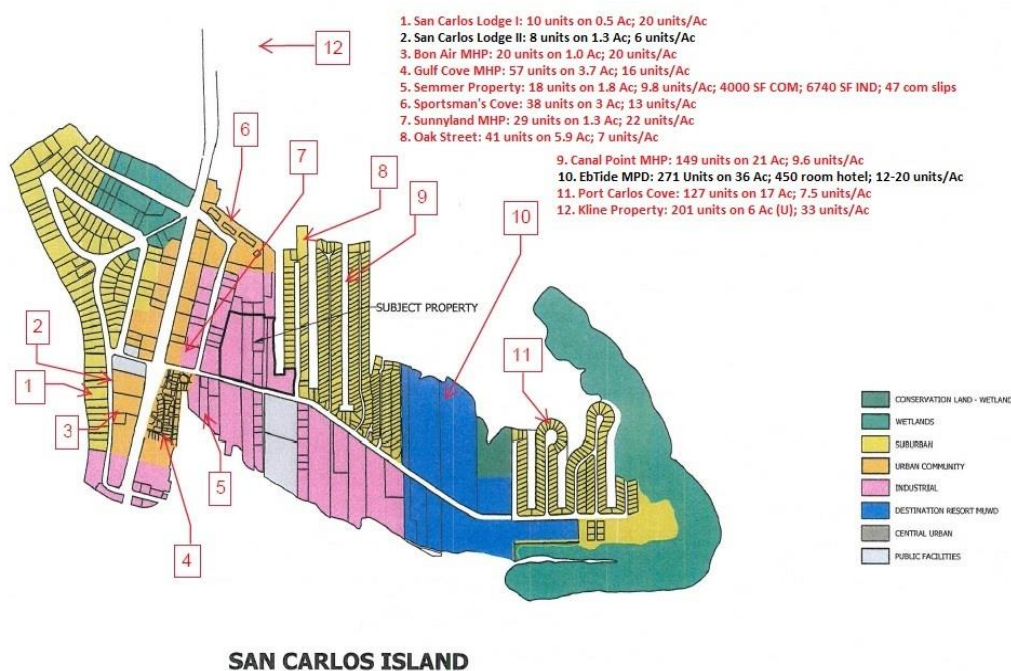 1. San Carlos Lodge I: 10 units on 0.5 Ac; 20 units/Ac
2. San Carlos Lodge II: 8 units on 1.3 Ac; 6 units/Ac
3. Bon Air MHP: 20 units on 1.0 Ac; 20 units/Ac
4. Gulf Cove MHP: 57 units on 3.7 Ac; 16 units/Ac
5. Semmer Property: 18 units on 1.8 Ac; 9.8 units/Ac; 4000 SF COM; 6740 SF IND; 47 com slips
6. Sportsman's Cove: 38 units on 3 Ac; 13 units/Ac
7. Sunnyland MHP: 29 units on 1.3 Ac; 22 units/Ac
8. Oak Street: 41 units on 5.9 Ac; 7 units/Ac
9. Canal Point MHP: 149 units on 21 Ac; 9.6 units/Ac
10. EbTide MPD: 271 Units on 36 Ac; 450 room hotel; 12-20 units/Ac
11. Port Carlos Cove: 127 units on 17 Ac; 7.5 units/Ac
12. Kline Property: 201 units on 6 Ac (U); 33 units/Ac
12
6
7
8
9
10
SUBJECT PROPERTY
2
1
11
3
5
4
CONSERVATION LAND - WETLAND
WETLANDS
SUBURBAN
URBAN COMMUNITY
INDUSTRIAL
DESTINATION RESORT MUWD
CENTRAL URBAN
PUBLIC FACILITIES
SAN CARLOS ISLAND